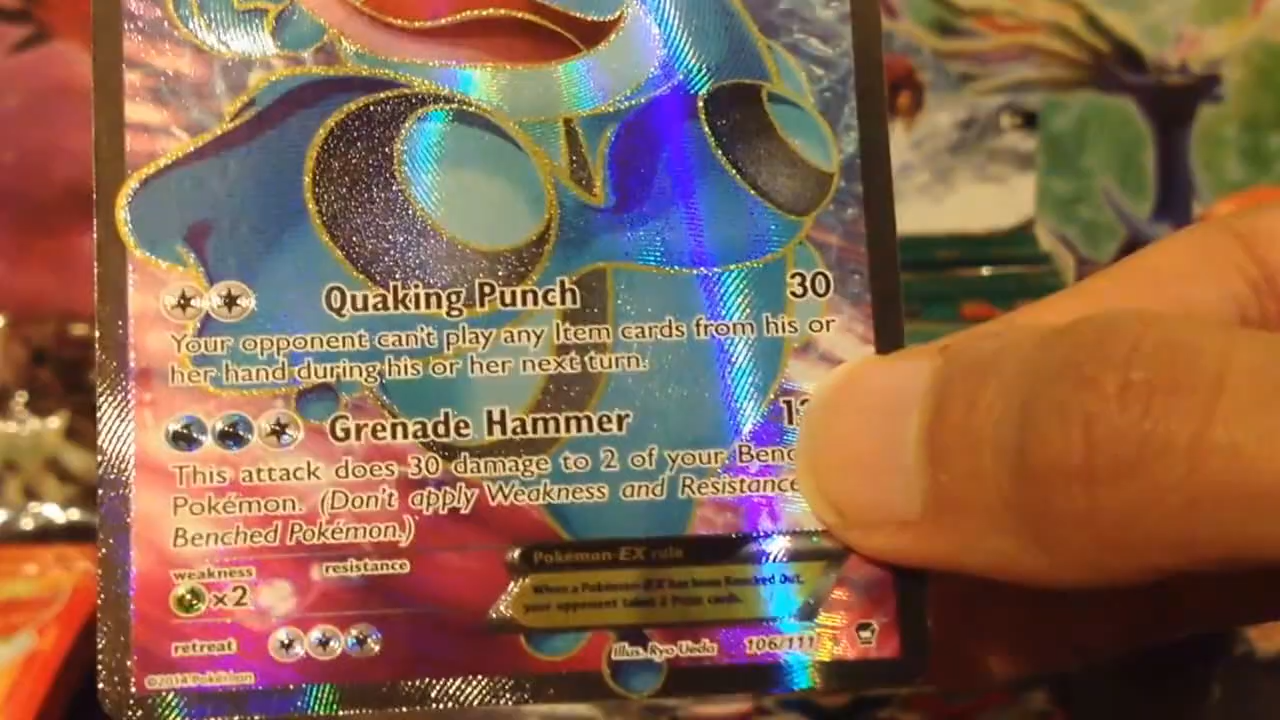 Quaking Punch 30
Your opponent can't play any Item cards from his or
her hand during his or her next turn.
Grenade Hammer
This attack does 30 damage to 2 of your
Pokémon. (Don't apply Weakness and Resistance
Benched Pokémon.)
weakness resistance
×2
Pokémon-EX rule
When a Pokémon-EX has been Knocked Out,
your opponent takes 2 Prize cards.
retreat
Illus. Ryo Ueda 106/111
©2014 Pokémon